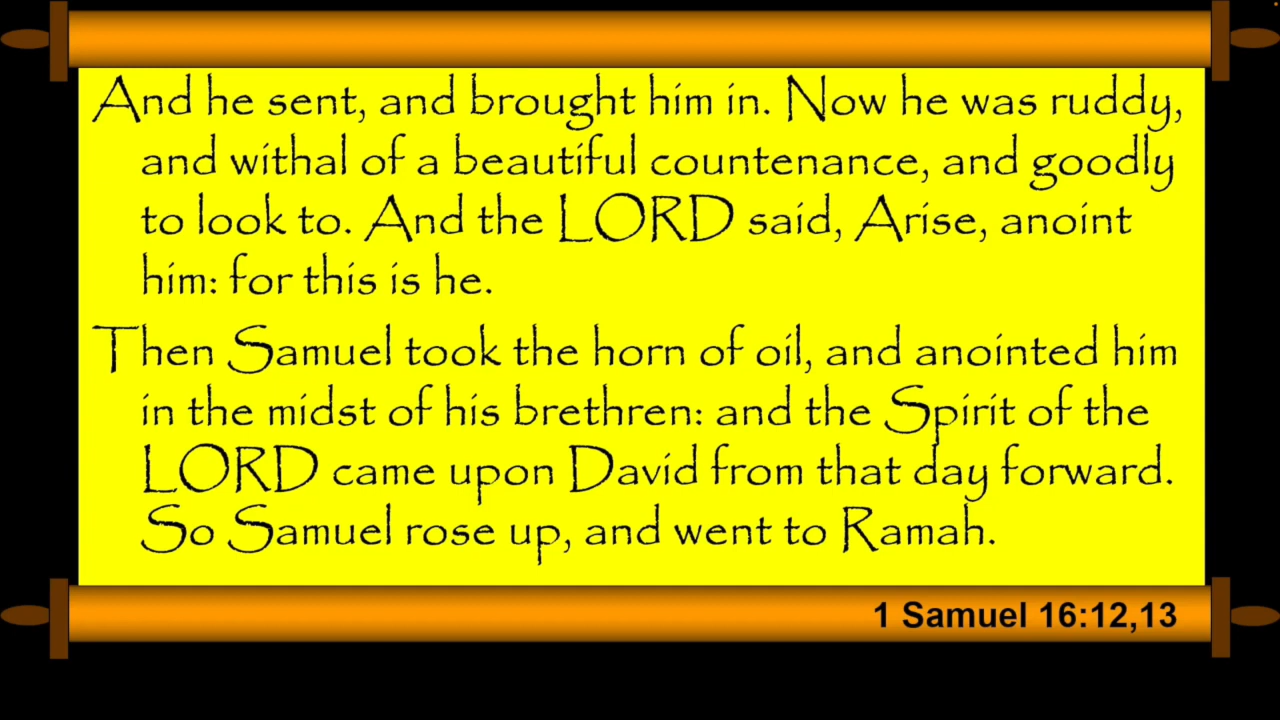 And he sent, and brought him in. Now he was ruddy,
and withal of a beautiful countenance, and goodly
to look to. And the LORD said, Arise, anoint
him: for this is he.
Then Samuel took the horn of oil, and anointed him
in the midst of his brethren: and the Spirit of the
LORD came upon David from that day forward.
So Samuel rose up, and went to Ramah.
1 Samuel 16:12,13